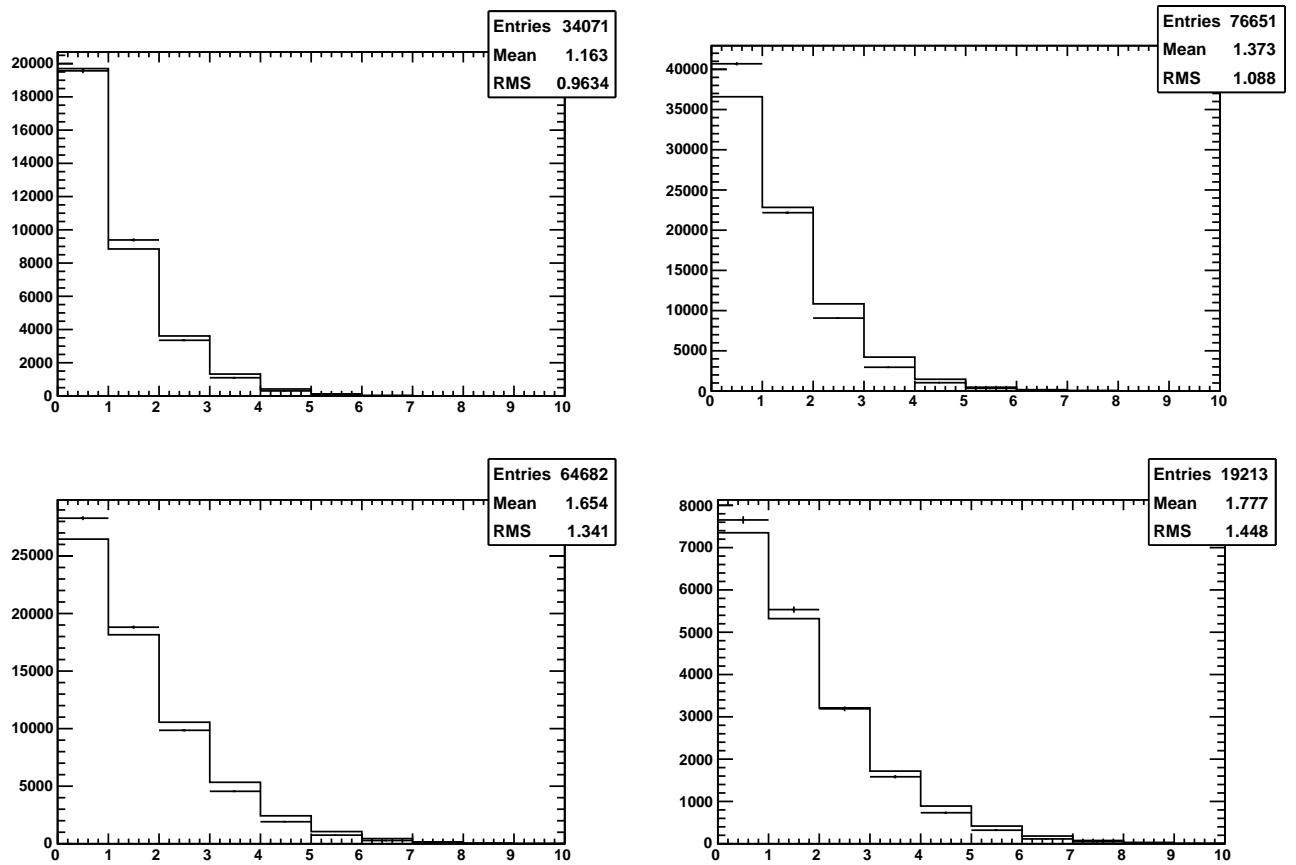 Entries 34071
Mean 1.163
RMS 0.9634
20000
18000
16000
14000
12000
10000
8000
6000
4000
2000
0
0 1 2 3 4 5 6 7 8 9 10
Entries 76651
Mean 1.373
RMS 1.088
40000
35000
30000
25000
20000
15000
10000
5000
0
0 1 2 3 4 5 6 7 8 9 10
Entries 64682
Mean 1.654
RMS 1.341
25000
20000
15000
10000
5000
0
0 1 2 3 4 5 6 7 8 9 10
Entries 19213
Mean 1.777
RMS 1.448
8000
7000
6000
5000
4000
3000
2000
1000
0
0 1 2 3 4 5 6 7 8 9 10